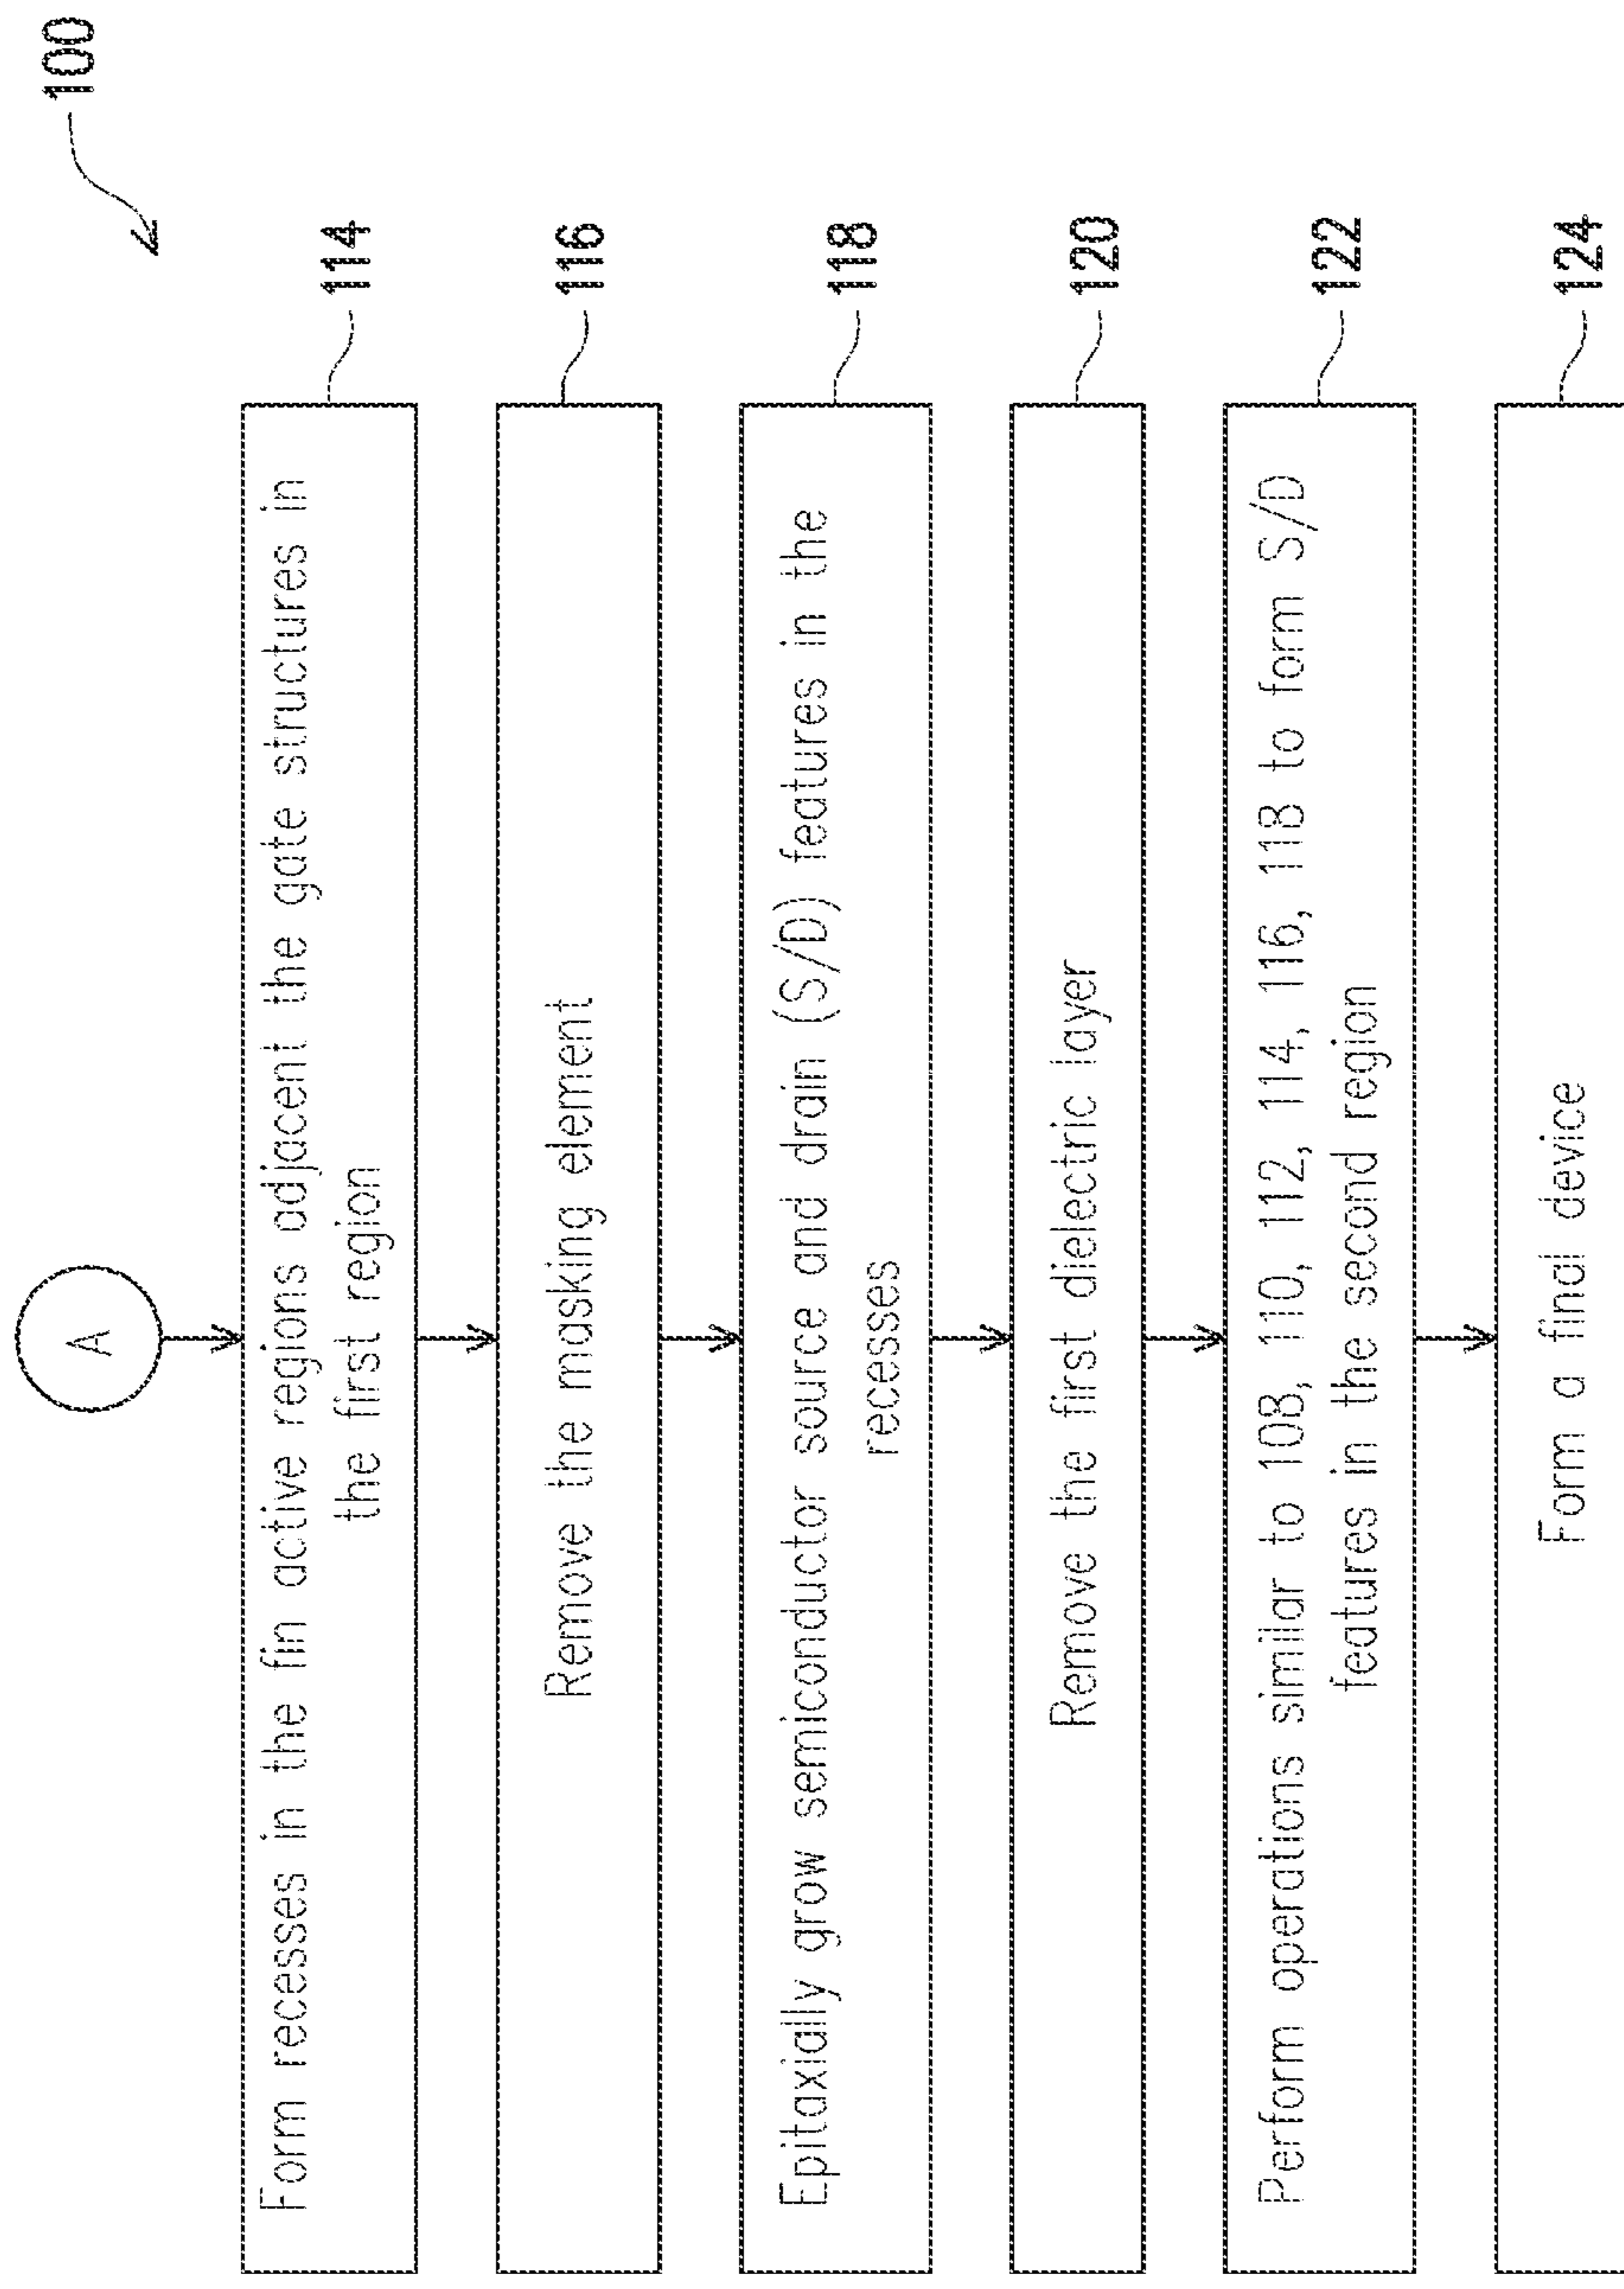 100
A
Form recesses in the fin active regions adjacent the gate structures in
the first region
114
Remove the masking element
116
Epitaxially grow semiconductor source and drain (S/D) features in the
recesses
118
Remove the first dielectric layer
120
Perform operations similar to 108, 110, 112, 114, 116, 118 to form S/D
features in the second region
122
Form a final device
124